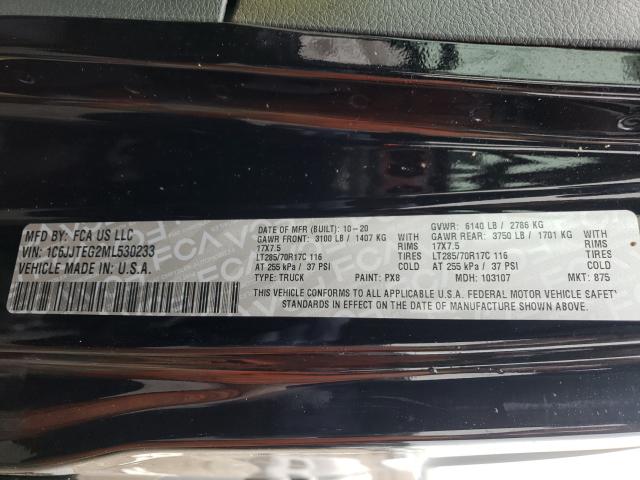 MFD BY: FCA US LLC
VIN: 1C6JJTEG2ML530233
VEHICLE MADE IN: U.S.A.
DATE OF MFR (BUILT): 10-20
GAWR FRONT: 3100 LB / 1407 KG
17X7.5 RIMS WITH
LT285/70R17C 116 TIRES
AT 255 kPa / 37 PSI COLD
TYPE: TRUCK PAINT: PX8
GVWR: 6140 LB / 2786 KG
GAWR REAR: 3750 LB / 1701 KG
17X7.5 RIMS WITH
LT285/70R17C 116 TIRES
AT 255 kPa / 37 PSI COLD
MDH: 103107 MKT: 875
THIS VEHICLE CONFORMS TO ALL APPLICABLE U.S.A. FEDERAL MOTOR VEHICLE SAFETY
STANDARDS IN EFFECT ON THE DATE OF MANUFACTURE SHOWN ABOVE.